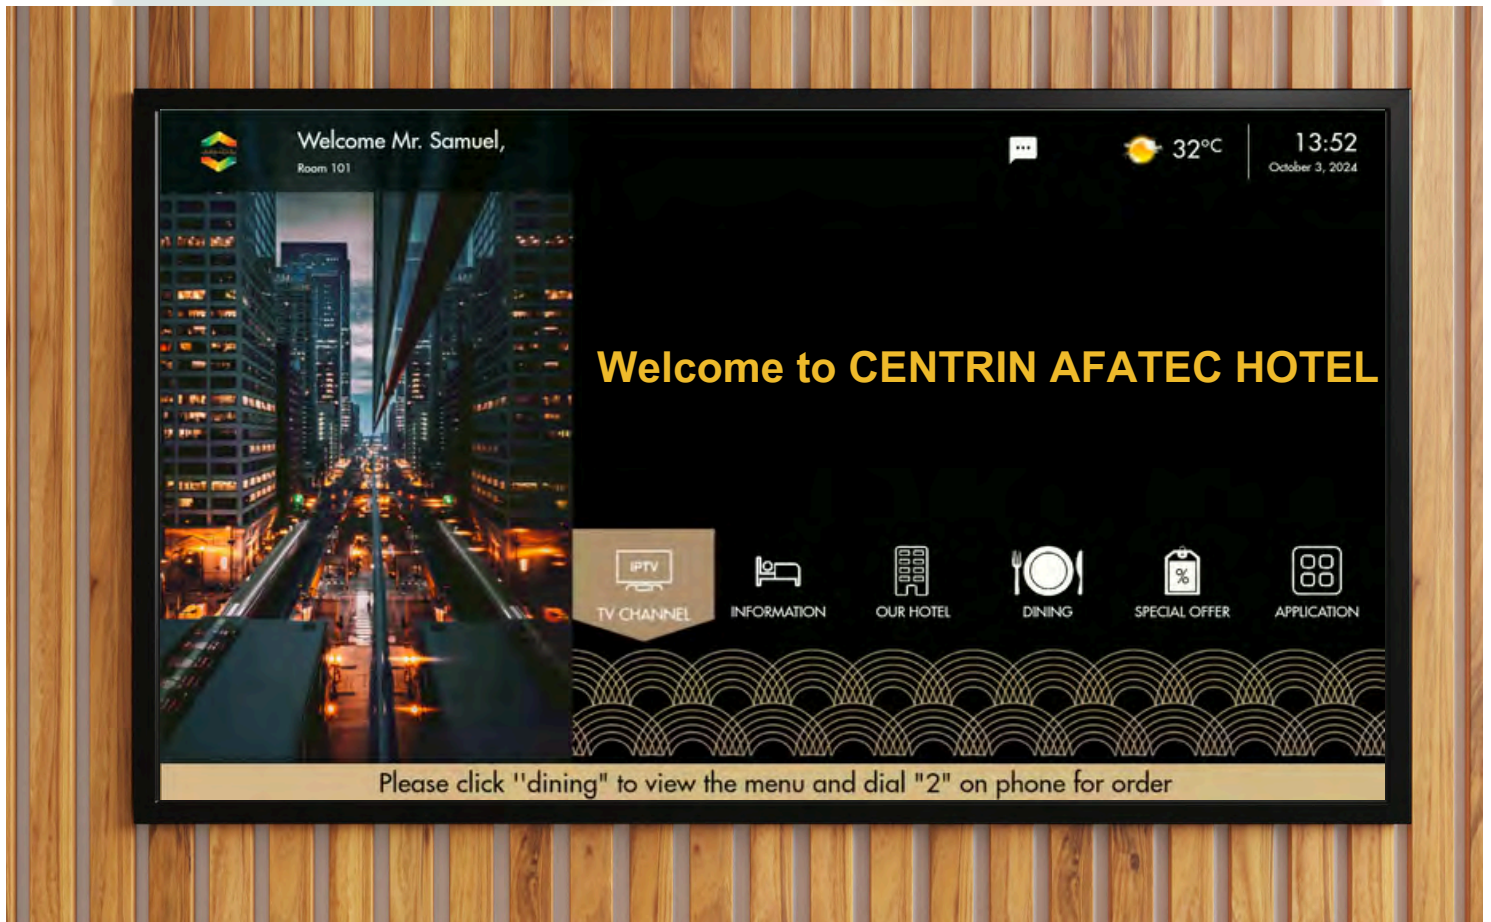 Welcome Mr. Samuel,
Room 101
32°C
13:52
October 3, 2024
Welcome to CENTRIN AFATEC HOTEL
IPTV
TV CHANNEL
INFORMATION
OUR HOTEL
DINING
%
SPECIAL OFFER
APPLICATION
Please click ''dining" to view the menu and dial "2" on phone for order